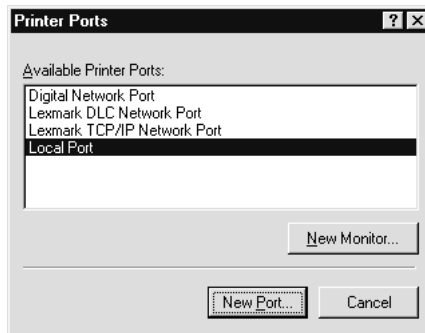 Printer Ports
Available Printer Ports:
Digital Network Port
Lexmark DLC Network Port
Lexmark TCP/IP Network Port
Local Port
New Monitor...
New Port...
Cancel